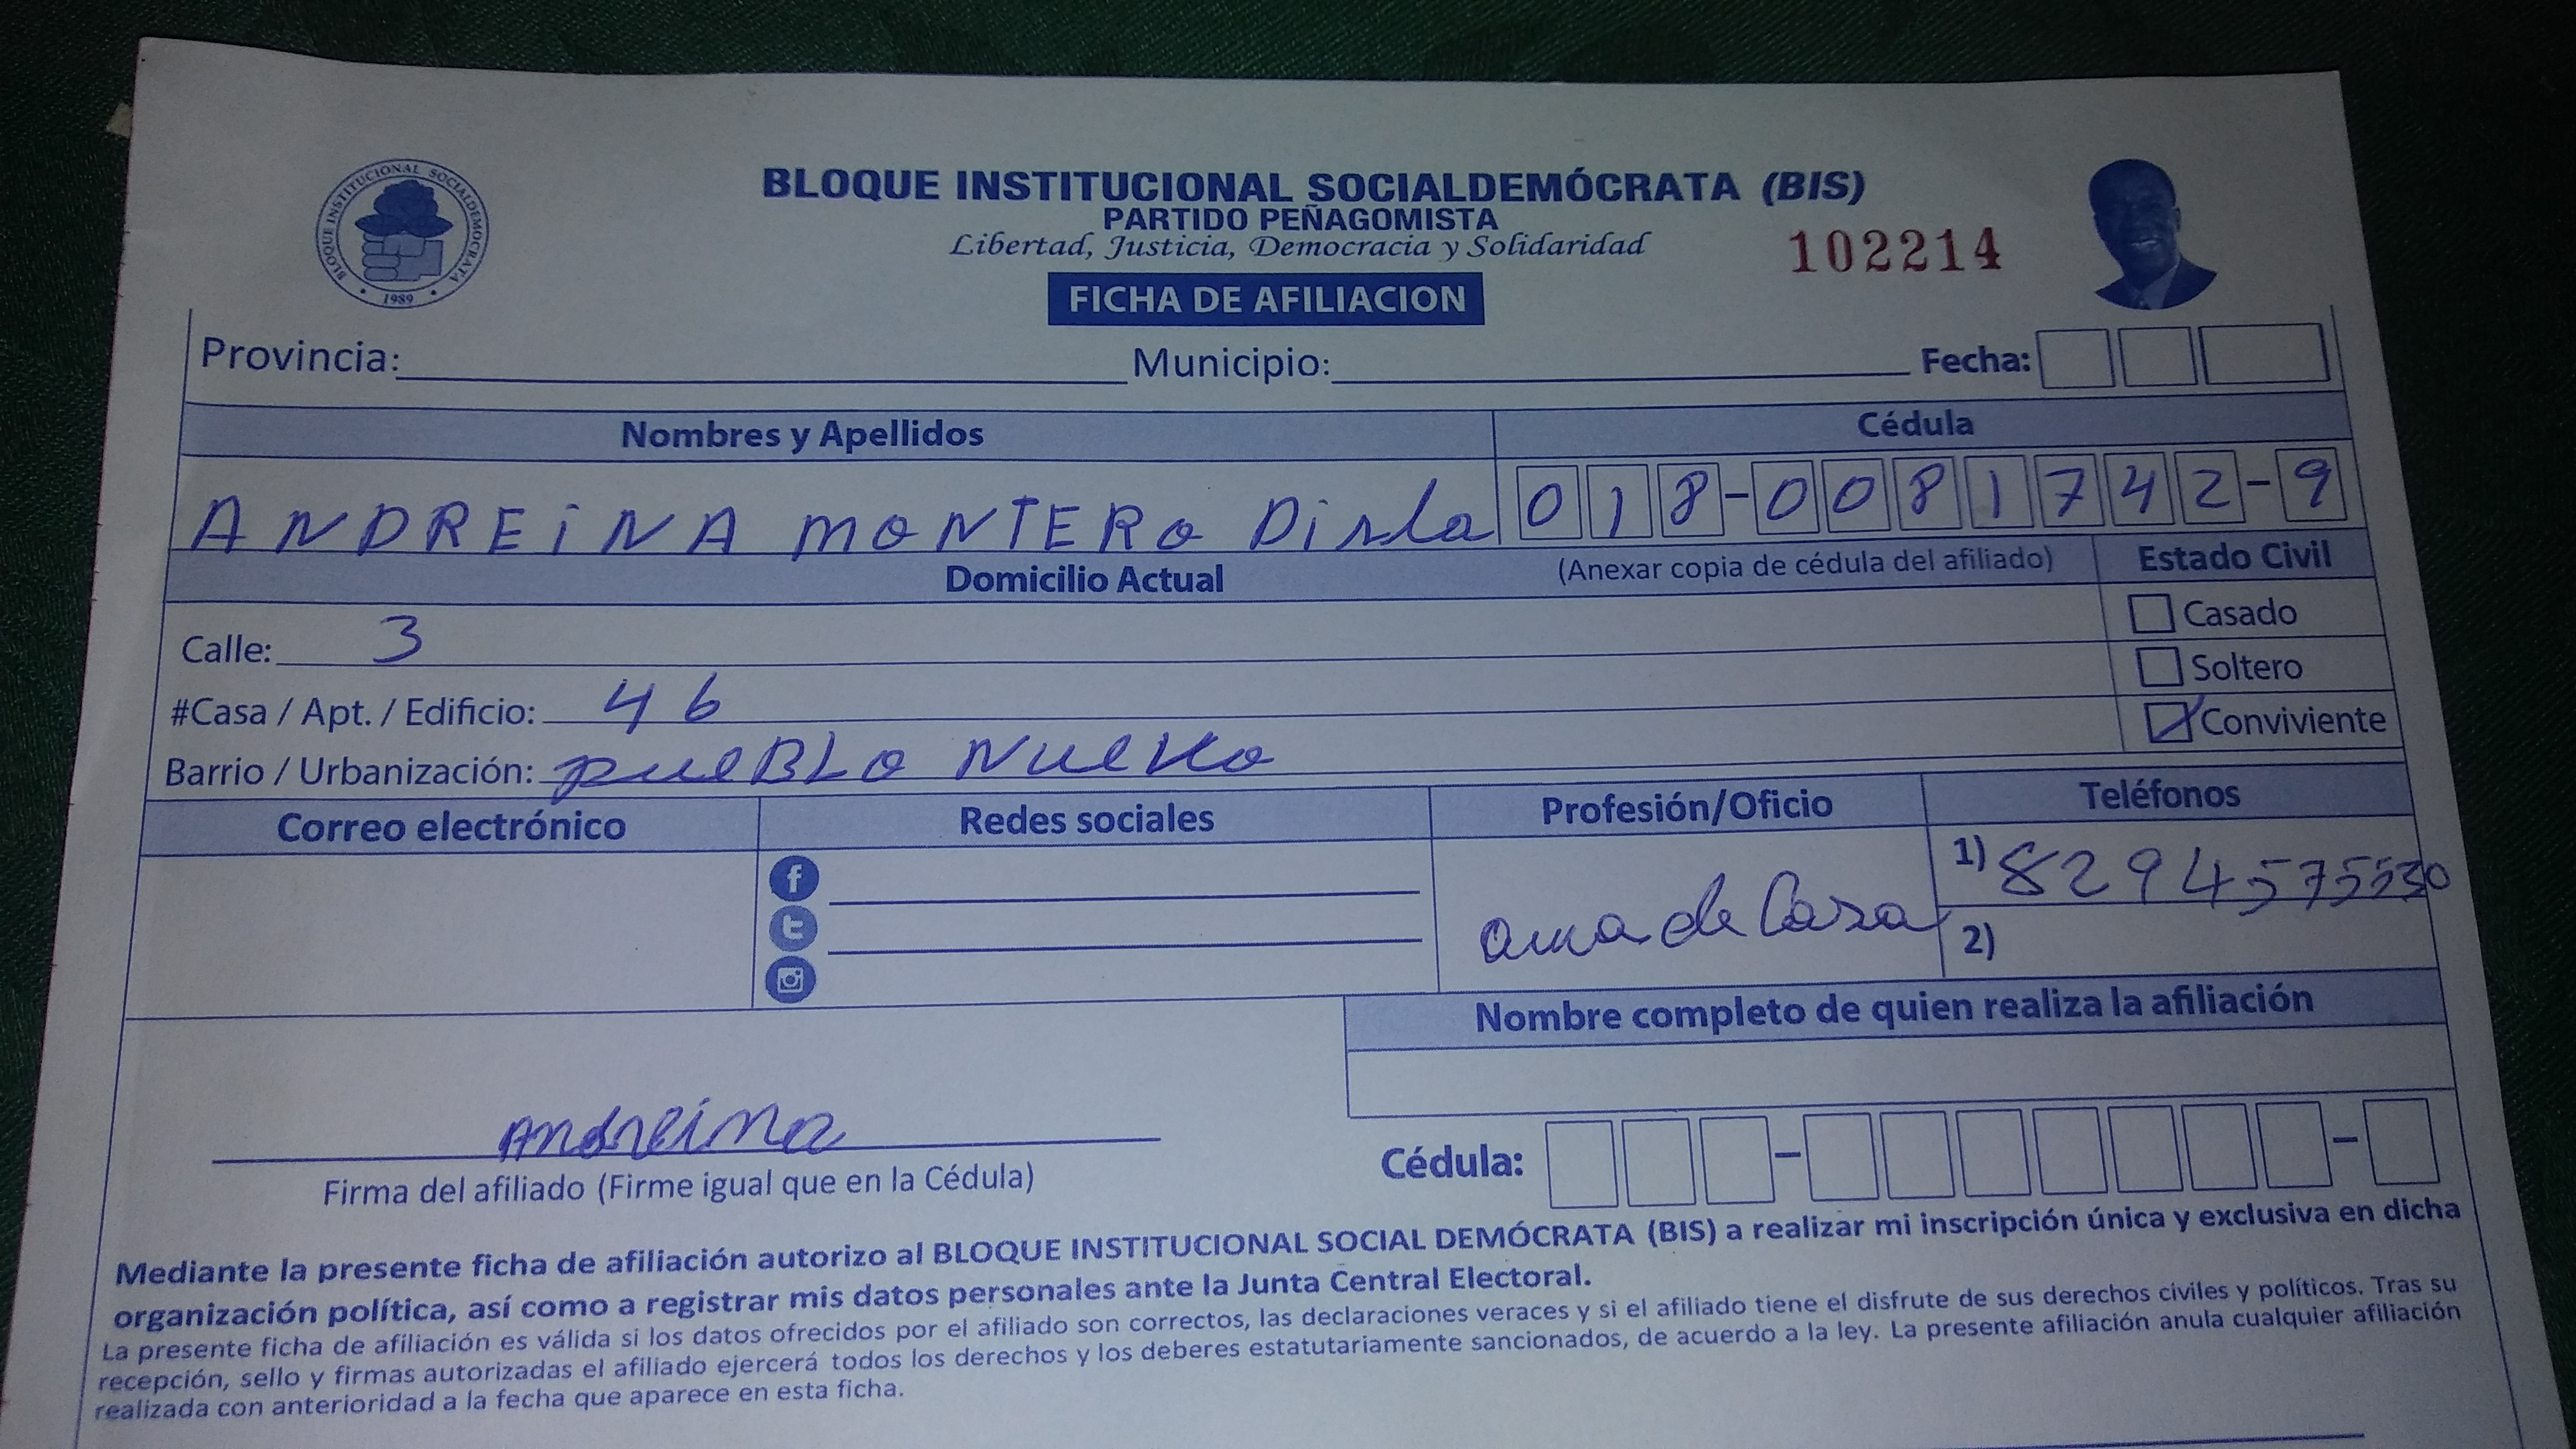 BLOQUE INSTITUCIONAL SOCIALDEMOCRATA
1989
BLOQUE INSTITUCIONAL SOCIALDEMÓCRATA (BIS)
PARTIDO PEÑAGOMISTA
Libertad, Justicia, Democracia y Solidaridad
102214
FICHA DE AFILIACION
Provincia: Municipio: Fecha:
Nombres y Apellidos Cédula
ANDREiNA MONTERo Disla 018-0081742-9
Domicilio Actual (Anexar copia de cédula del afiliado) Estado Civil
Casado
Calle: 3
Soltero
#Casa / Apt. / Edificio: 46
Conviviente
Barrio / Urbanización: pueBLo Nuevo
Correo electrónico Redes sociales Profesión/Oficio Teléfonos
1)
ama de Casa
2)
Nombre completo de quien realiza la afiliación
Andreina
Cédula:
Firma del afiliado (Firme igual que en la Cédula)
Mediante la presente ficha de afiliación autorizo al BLOQUE INSTITUCIONAL SOCIAL DEMÓCRATA (BIS) a realizar mi inscripción única y exclusiva en dicha
organización política, así como a registrar mis datos personales ante la Junta Central Electoral.
La presente ficha de afiliación es válida si los datos ofrecidos por el afiliado son correctos, las declaraciones veraces y si el afiliado tiene el disfrute de sus derechos civiles y políticos. Tras su
recepción, sello y firmas autorizadas el afiliado ejercerá todos los derechos y los deberes estatutariamente sancionados, de acuerdo a la ley. La presente afiliación anula cualquier afiliación
realizada con anterioridad a la fecha que aparece en esta ficha.